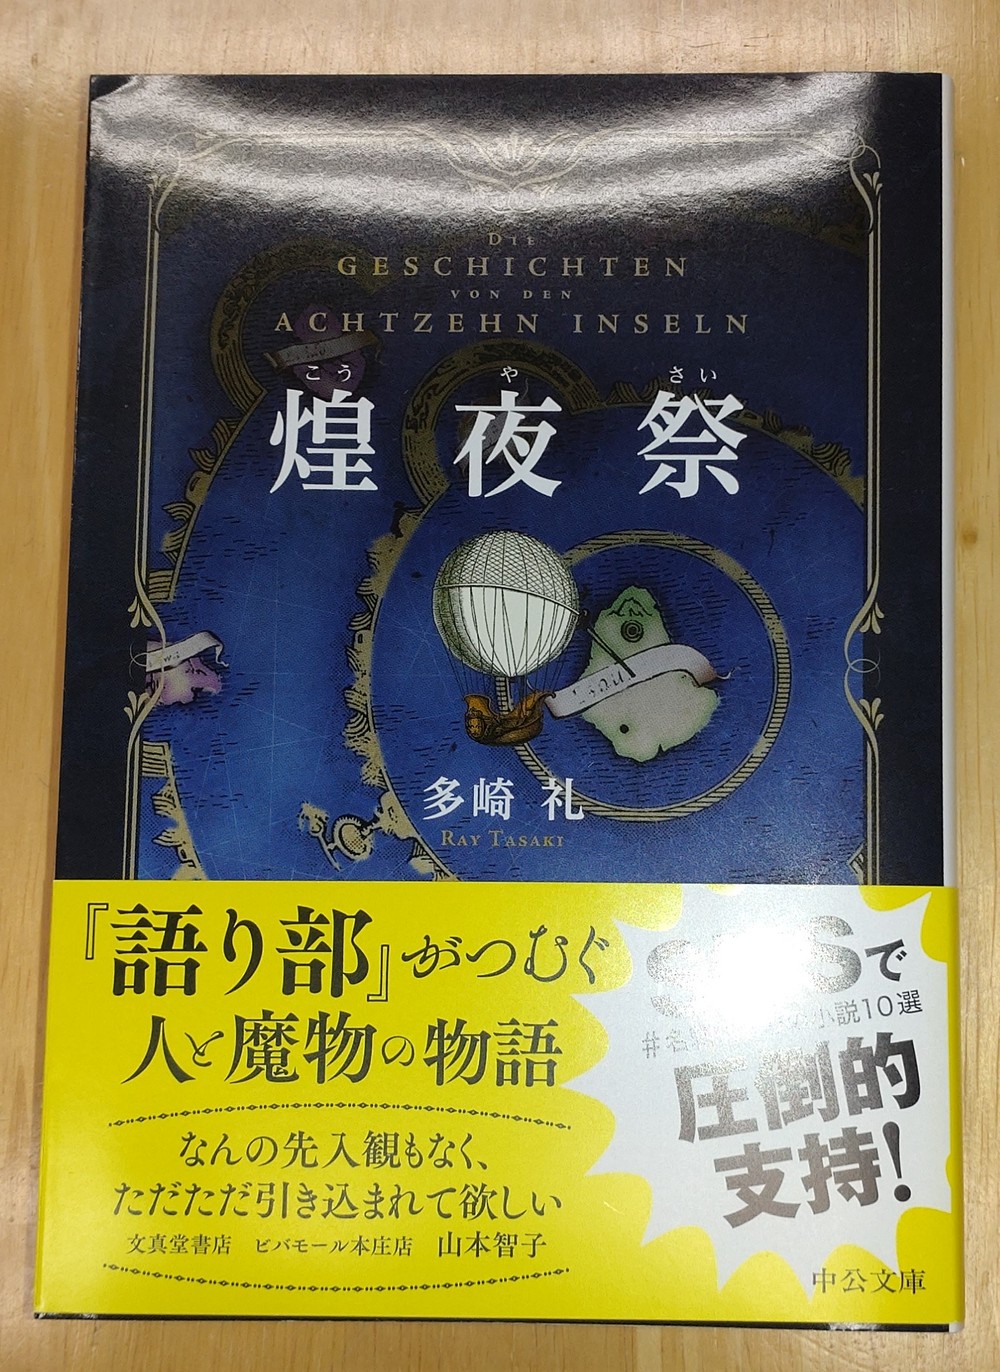 DIE
GESCHICHTEN
VON DEN
ACHTZEHN INSELN
こう や さい
煌夜祭
多崎 礼
RAY TASAKI
『語り部』がつむぐ
人と魔物の物語
なんの先入観もなく、
ただただ引き込まれて欲しい
文真堂書店 ビバモール本庄店 山本智子
SNSで
小説10選
圧倒的
支持!
中公文庫